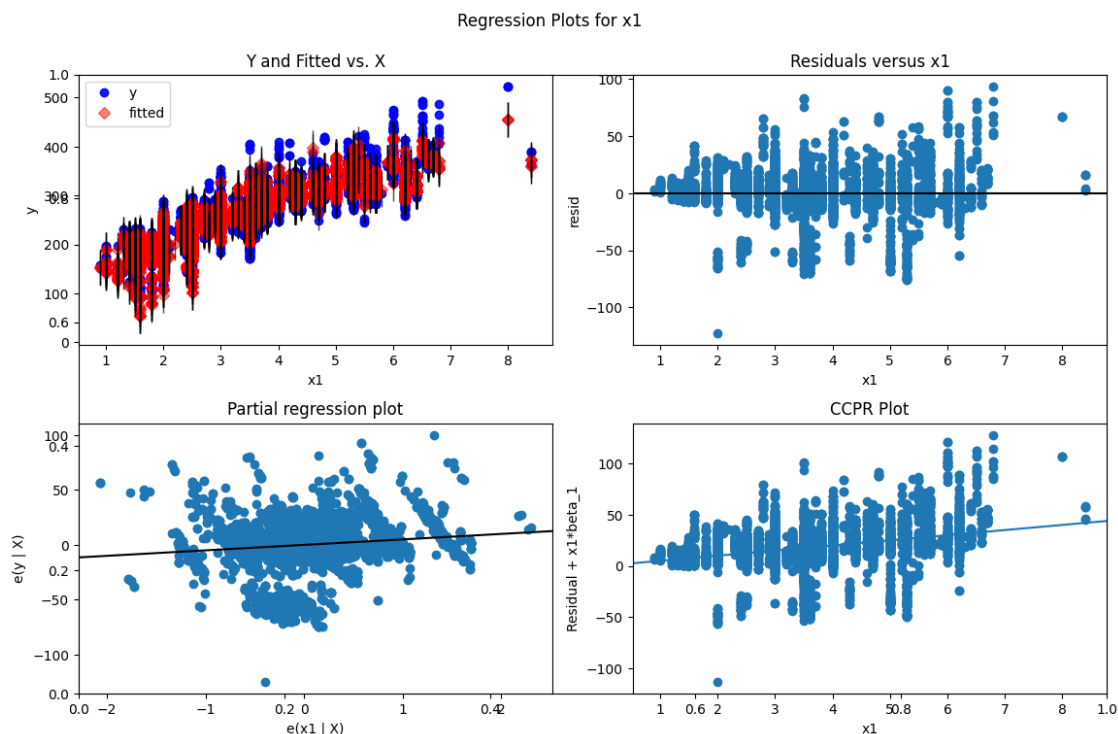 Regression Plots for x1
Y and Fitted vs. X
1.0
500
400
300
0.8
200
100
0.6
0
y
y
fitted
1 2 3 4 5 6 7 8
x1
Residuals versus x1
100
50
0
−50
−100
resid
1 2 3 4 5 6 7 8
x1
Partial regression plot
100
0.4
50
0
0.2
−50
−100
0.0
e(y | X)
0.0 −2 −1 0.2 0 1 0.4 2
e(x1 | X)
CCPR Plot
100
50
0
−50
−100
Residual + x1*beta_1
1 0.6 2 3 4 5 0.8 6 7 8 1.0
x1